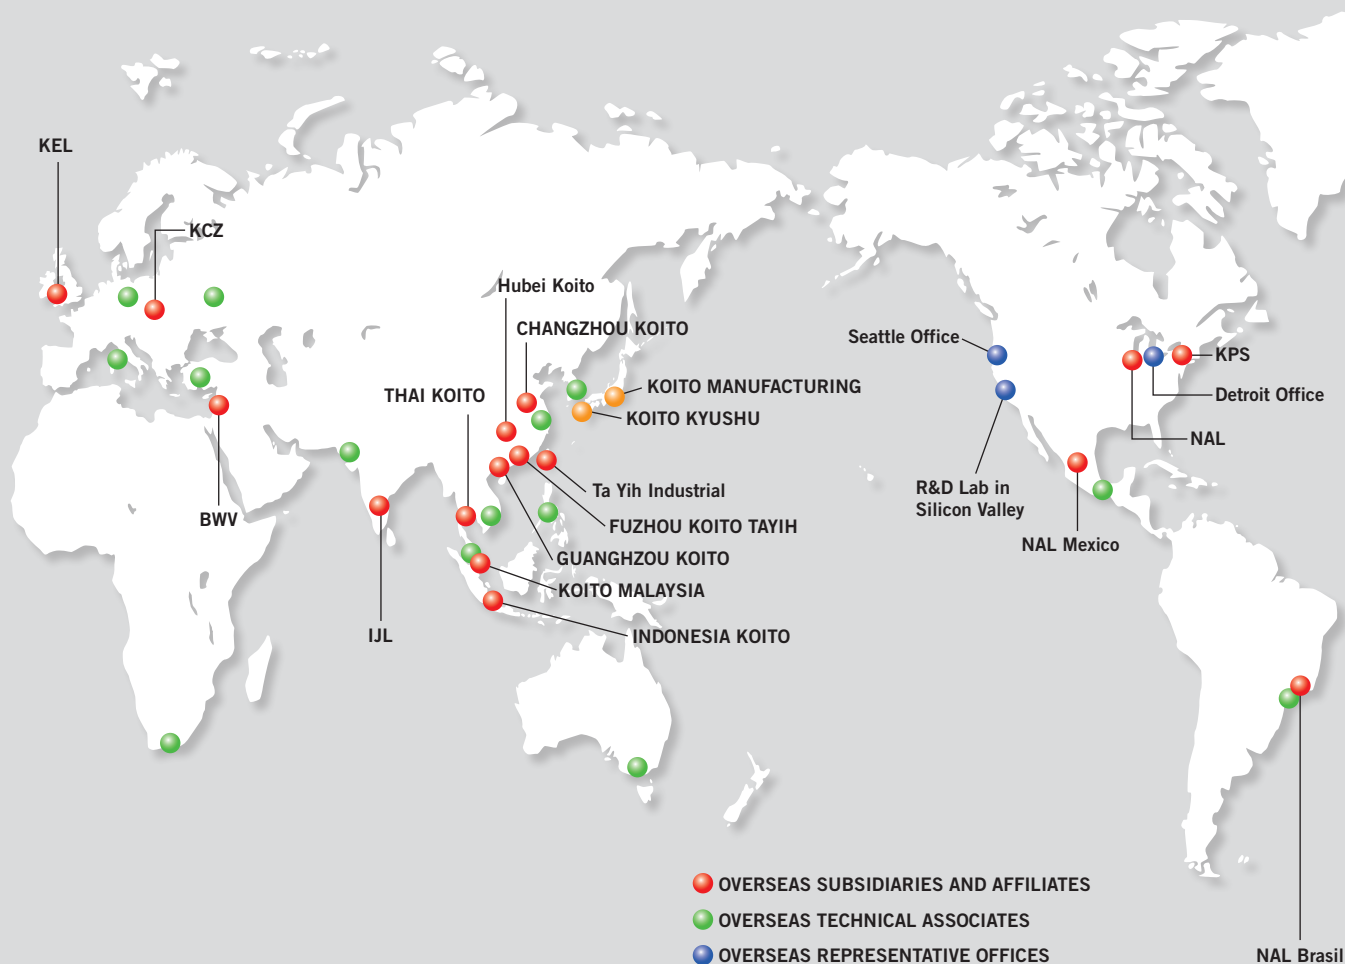 KEL
KCZ
Hubei Koito
CHANGZHOU KOITO
THAI KOITO
KOITO MANUFACTURING
KOITO KYUSHU
Ta Yih Industrial
FUZHOU KOITO TAYIH
GUANGHZOU KOITO
KOITO MALAYSIA
INDONESIA KOITO
BWV
IJL
Seattle Office
KPS
Detroit Office
NAL
R&D Lab in
Silicon Valley
NAL Mexico
NAL Brasil
OVERSEAS SUBSIDIARIES AND AFFILIATES
OVERSEAS TECHNICAL ASSOCIATES
OVERSEAS REPRESENTATIVE OFFICES